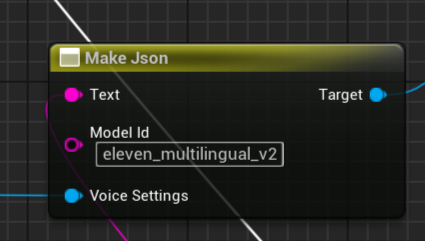 Make Json
Text
Target
Model Id
eleven_multilingual_v2
Voice Settings